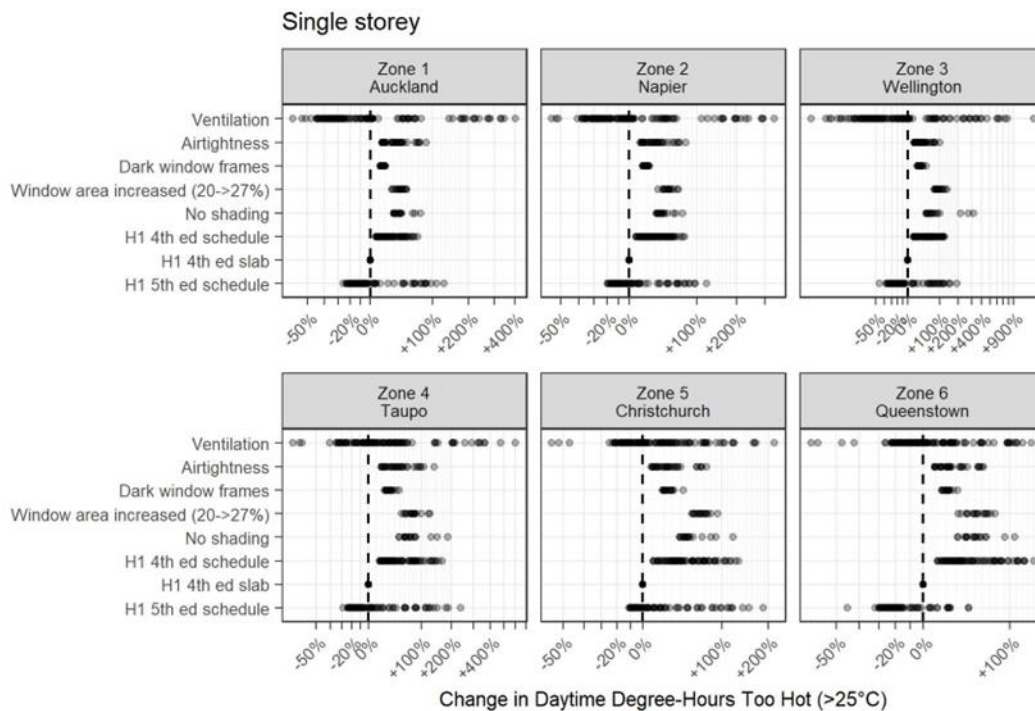 Single storey
Zone 1
Auckland
Zone 2
Napier
Zone 3
Wellington
Ventilation
Airtightness
Dark window frames
Window area increased (20->27%)
No shading
H1 4th ed schedule
H1 4th ed slab
H1 5th ed schedule
-50% -20% 0% +100% +200% +400%
-50% -20% 0% +100% +200%
-50% -20% 0% +100% +200% +400% +900%
Zone 4
Taupo
Zone 5
Christchurch
Zone 6
Queenstown
Ventilation
Airtightness
Dark window frames
Window area increased (20->27%)
No shading
H1 4th ed schedule
H1 4th ed slab
H1 5th ed schedule
-50% -20% 0% +100% +200% +400%
-50% -20% 0% +100% +200%
-50% -20% 0% +100%
Change in Daytime Degree-Hours Too Hot (>25°C)